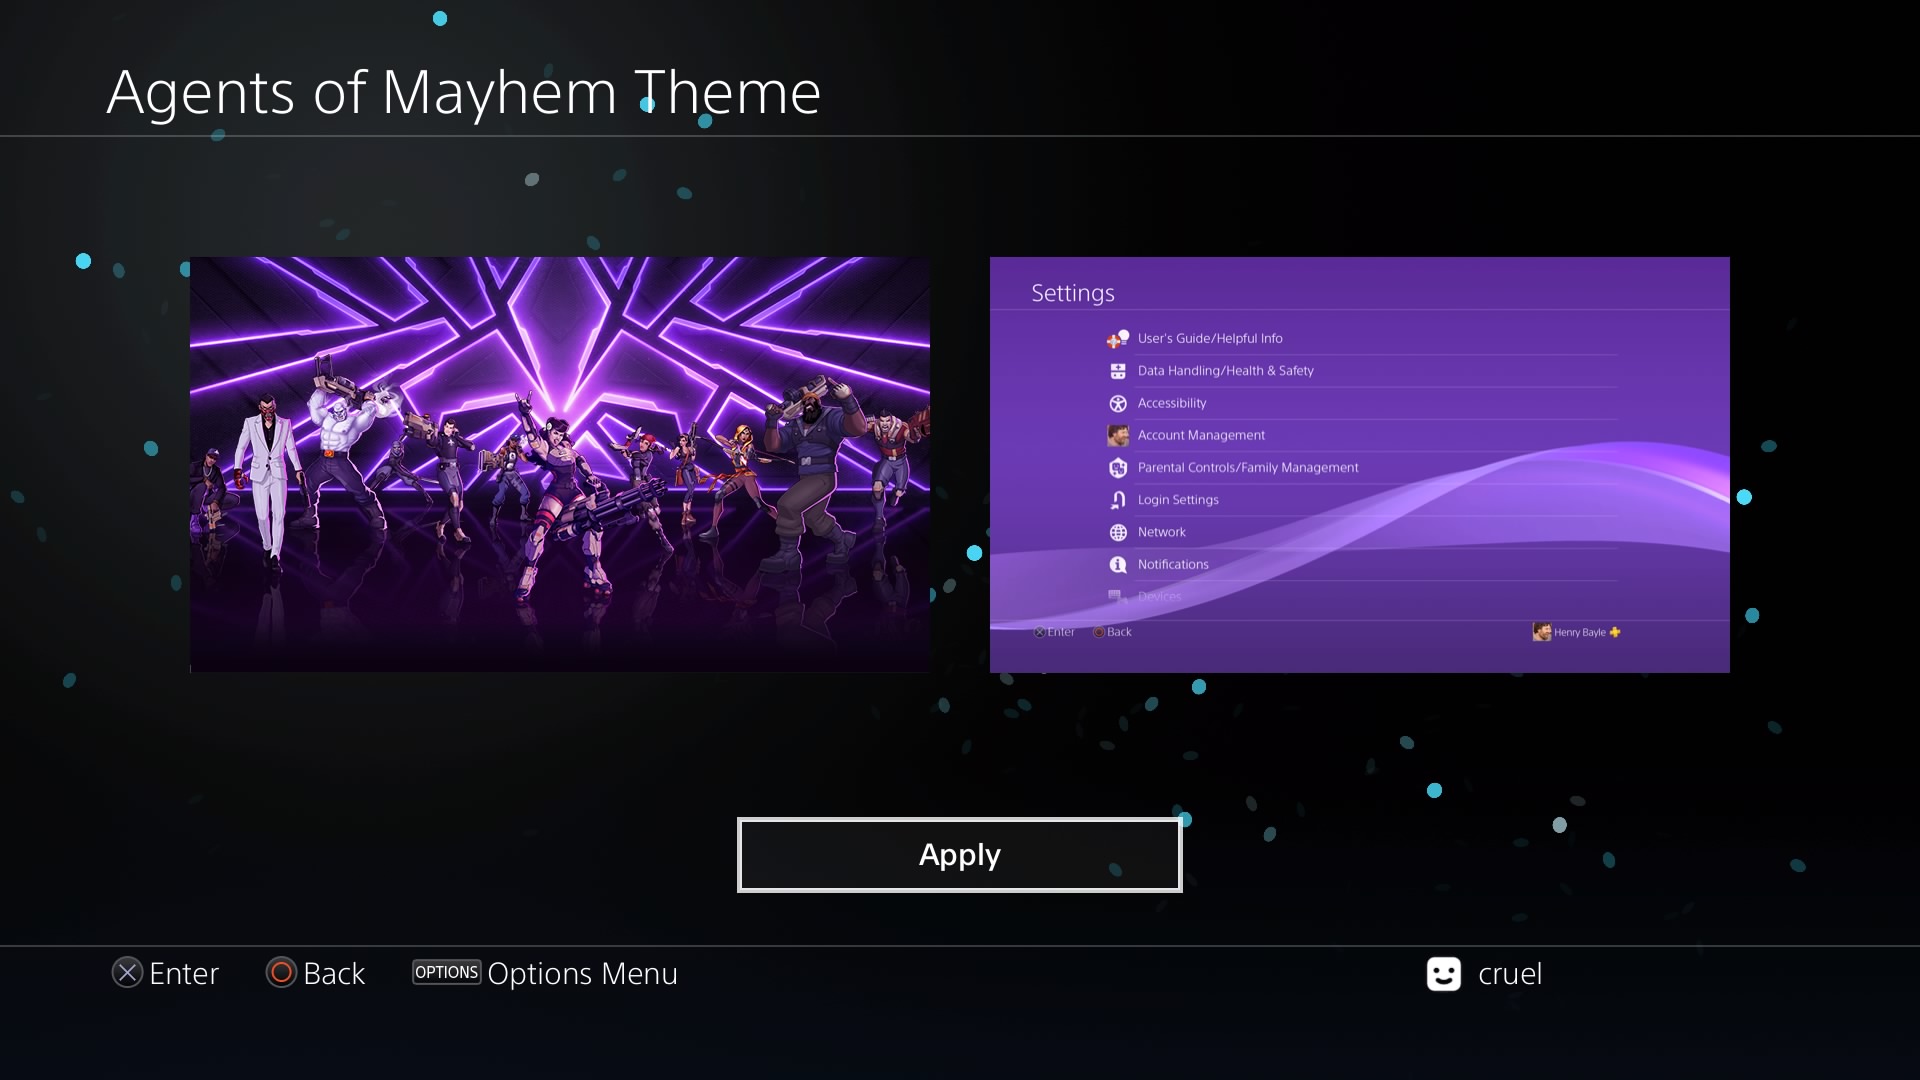 Agents of Mayhem Theme
Settings
User's Guide/Helpful Info
Data Handling/Health & Safety
Accessibility
Account Management
Parental Controls/Family Management
Login Settings
Network
Notifications
Devices
Enter Back Henry Bayle
Apply
Enter Back OPTIONS Options Menu cruel